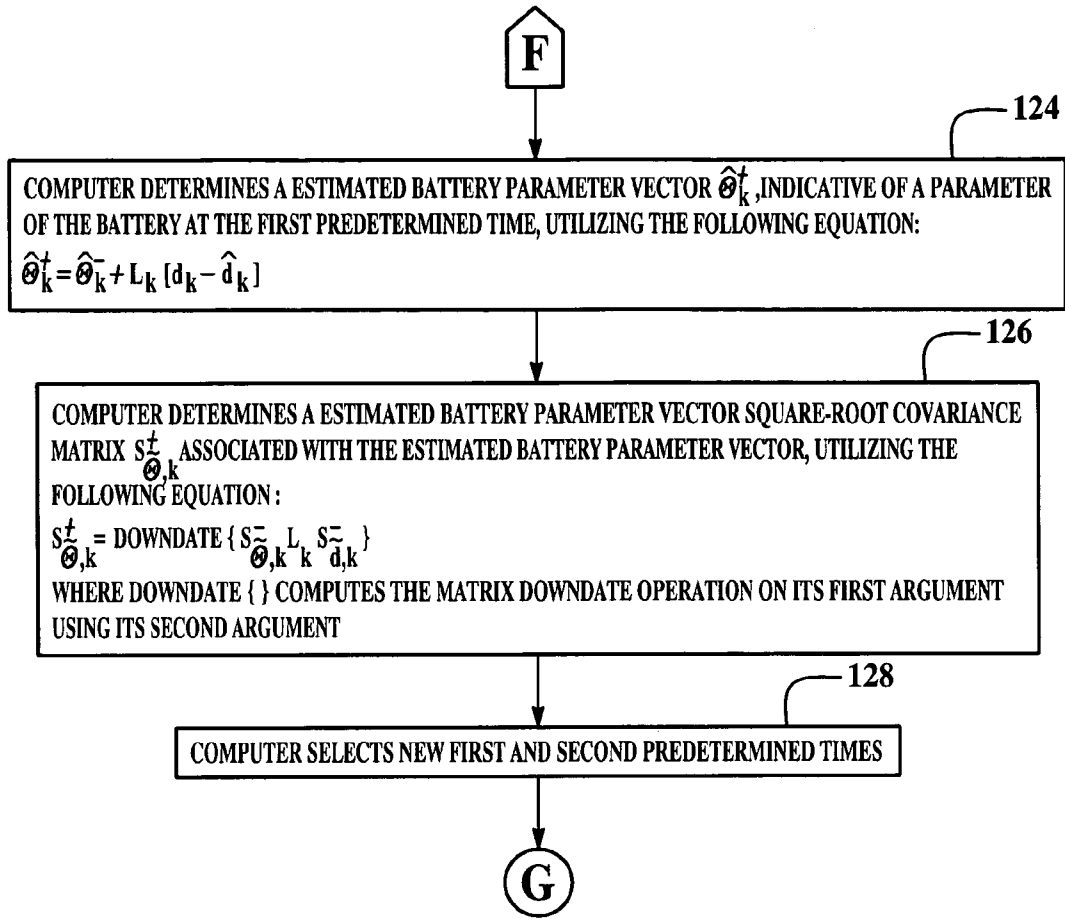 F
124
COMPUTER DETERMINES A ESTIMATED BATTERY PARAMETER VECTOR Θ̂ₖ⁺ ,INDICATIVE OF A PARAMETER
OF THE BATTERY AT THE FIRST PREDETERMINED TIME, UTILIZING THE FOLLOWING EQUATION:
Θ̂ₖ⁺ = Θ̂ₖ⁻ + Lₖ [dₖ − d̂ₖ]
126
COMPUTER DETERMINES A ESTIMATED BATTERY PARAMETER VECTOR SQUARE-ROOT COVARIANCE
MATRIX S⁺Θ̃,k ASSOCIATED WITH THE ESTIMATED BATTERY PARAMETER VECTOR, UTILIZING THE
FOLLOWING EQUATION :
S⁺Θ̃,k = DOWNDATE { S⁻Θ̃,k Lₖ S⁻d̃,k }
WHERE DOWNDATE { } COMPUTES THE MATRIX DOWNDATE OPERATION ON ITS FIRST ARGUMENT
USING ITS SECOND ARGUMENT
128
COMPUTER SELECTS NEW FIRST AND SECOND PREDETERMINED TIMES
G